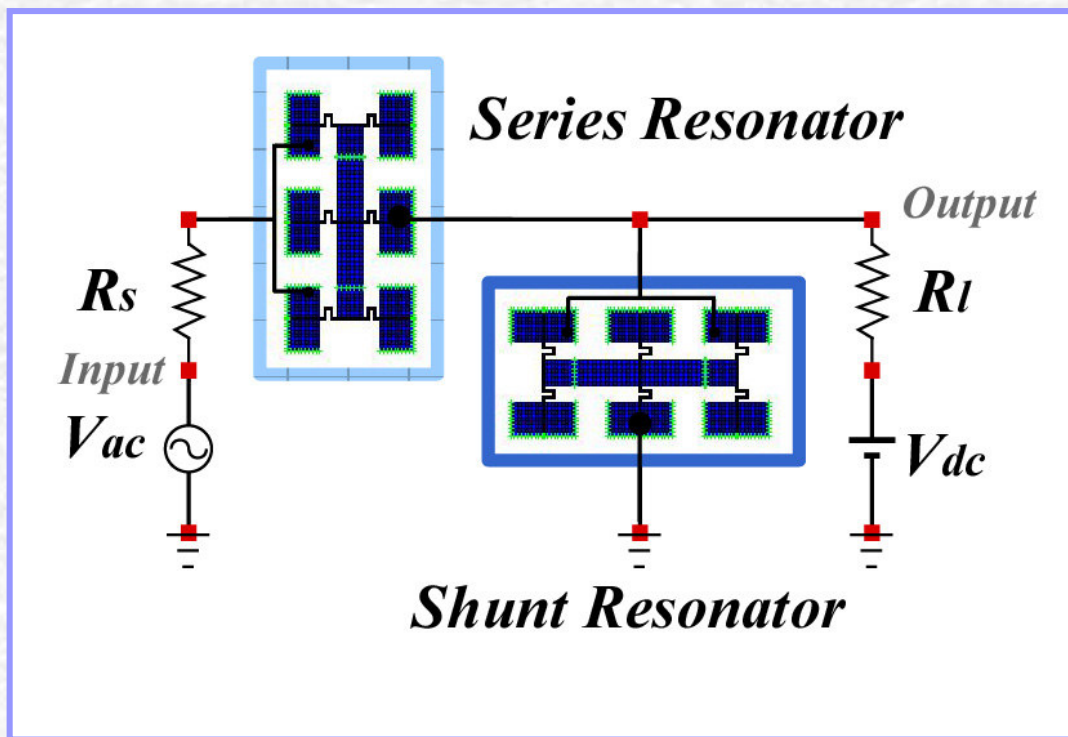 Series Resonator
Output
Rs
Rl
Input
Vac
Vdc
Shunt Resonator